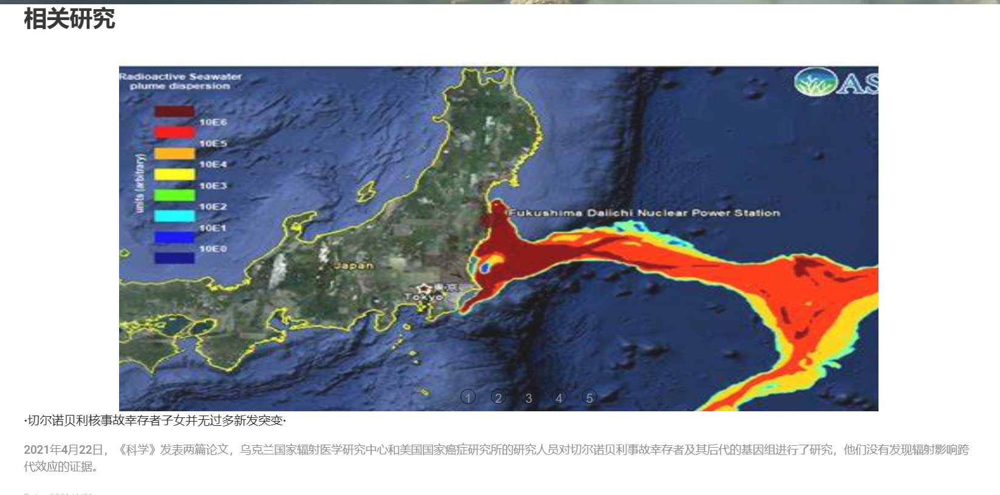 相关研究
Radioactive Seawater
plume dispersion
AS
10E6
10E5
10E4
10E3
10E2
10E1
10E0
units (arbitrary)
Fukushima Daiichi Nuclear Power Station
Japan
東京
Tokyo
1 2 3 4 5
·切尔诺贝利核事故幸存者子女并无过多新发突变·
2021年4月22日，《科学》发表两篇论文，乌克兰国家辐射医学研究中心和美国国家癌症研究所的研究人员对切尔诺贝利事故幸存者及其后代的基因组进行了研究，他们没有发现辐射影响跨
代效应的证据。